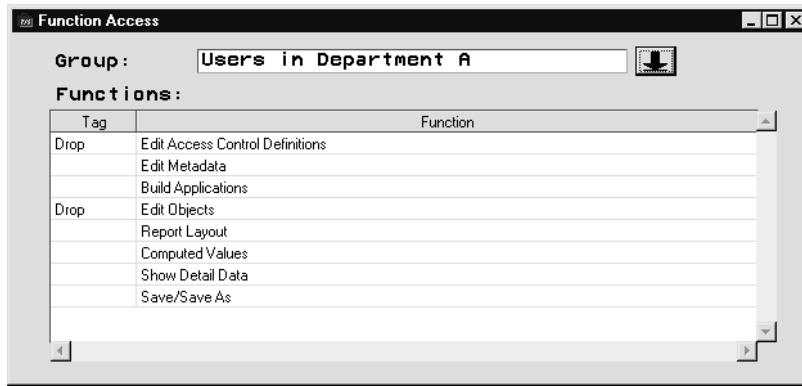 Function Access
Group: Users in Department A
Functions:
Tag Function
Drop Edit Access Control Definitions
Edit Metadata
Build Applications
Drop Edit Objects
Report Layout
Computed Values
Show Detail Data
Save/Save As